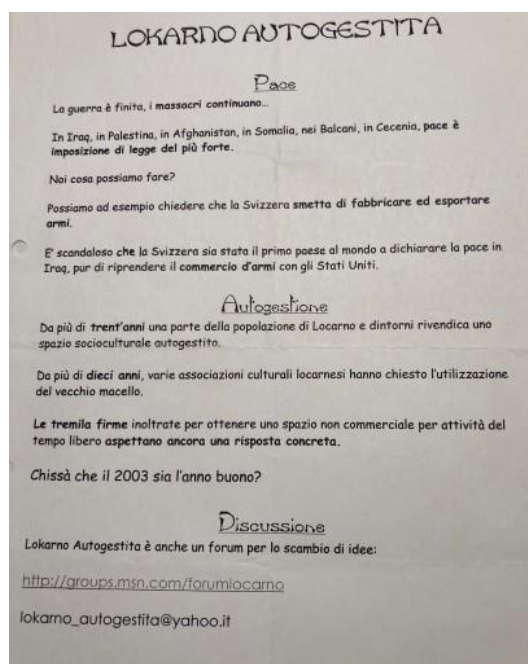 LOKARNO AUTOGESTITA
Pace
La guerra è finita, i massacri continuano...
In Iraq, in Palestina, in Afghanistan, in Somalia, nei Balcani, in Cecenia, pace è
imposizione di legge del più forte.
Noi cosa possiamo fare?
Possiamo ad esempio chiedere che la Svizzera smetta di fabbricare ed esportare
armi.
E' scandaloso che la Svizzera sia stata il primo paese al mondo a dichiarare la pace in
Iraq, pur di riprendere il commercio d'armi con gli Stati Uniti.
Autogestione
Da più di trent'anni una parte della popolazione di Locarno e dintorni rivendica uno
spazio socioculturale autogestito.
Da più di dieci anni, varie associazioni culturali locarnesi hanno chiesto l'utilizzazione
del vecchio macello.
Le tremila firme inoltrate per ottenere uno spazio non commerciale per attività del
tempo libero aspettano ancora una risposta concreta.
Chissà che il 2003 sia l'anno buono?
Discussione
Lokarno Autogestita è anche un forum per lo scambio di idee:
http://groups.msn.com/forumlocarno
lokarno_autogestita@yahoo.it